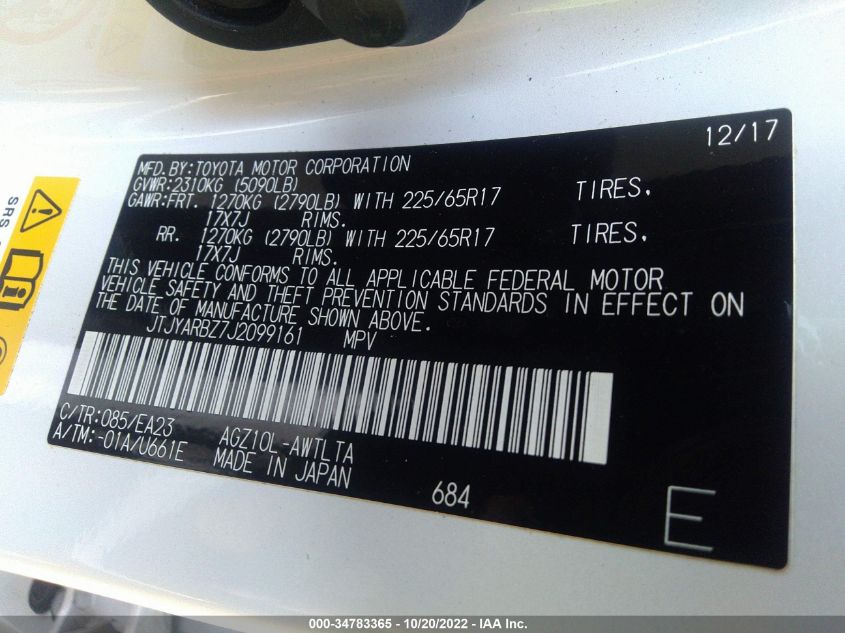 12/17
MFD.BY:TOYOTA MOTOR CORPORATION
GVWR:2310KG (5090LB)
GAWR:FRT. 1270KG (2790LB) WITH 225/65R17 TIRES,
17X7J RIMS.
RR. 1270KG (2790LB) WITH 225/65R17 TIRES,
17X7J RIMS.
THIS VEHICLE CONFORMS TO ALL APPLICABLE FEDERAL MOTOR
VEHICLE SAFETY AND THEFT PREVENTION STANDARDS IN EFFECT ON
THE DATE OF MANUFACTURE SHOWN ABOVE.
JTJYARBZ7J2099161 MPV
C/TR:085/EA23 AGZ10L-AWTLTA
A/TM:-01A/U661E MADE IN JAPAN
684
E
SRS
000-34783365 - 10/20/2022 - IAA Inc.